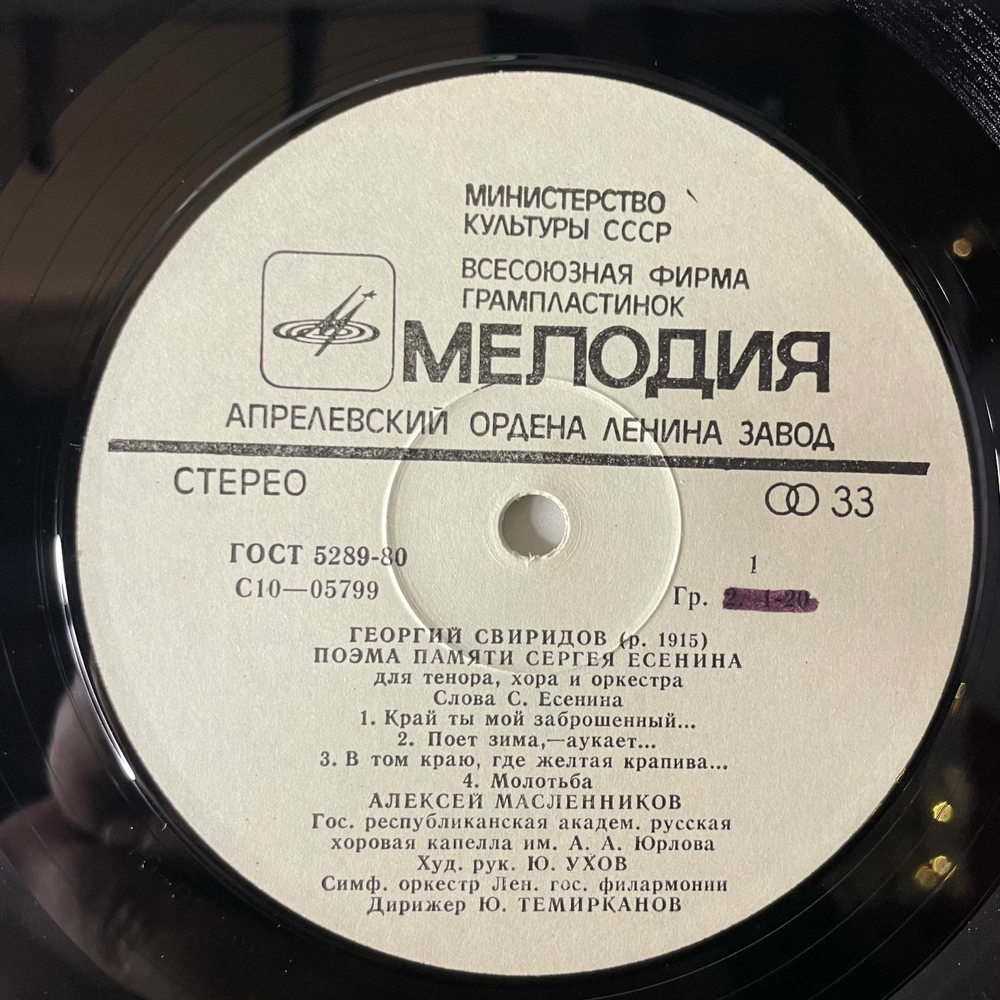 МИНИСТЕРСТВО
КУЛЬТУРЫ СССР
ВСЕСОЮЗНАЯ ФИРМА
ГРАМПЛАСТИНОК
МЕЛОДИЯ
АПРЕЛЕВСКИЙ ОРДЕНА ЛЕНИНА ЗАВОД
СТЕРЕО
33
ГОСТ 5289-80
1
С10—05799
Гр. 2. 1-20
ГЕОРГИЙ СВИРИДОВ (р. 1915)
ПОЭМА ПАМЯТИ СЕРГЕЯ ЕСЕНИНА
для тенора, хора и оркестра
Слова С. Есенина
1. Край ты мой заброшенный...
2. Поет зима,—аукает...
3. В том краю, где желтая крапива...
4. Молотьба
АЛЕКСЕЙ МАСЛЕННИКОВ
Гос. республиканская академ. русская
хоровая капелла им. А. А. Юрлова
Худ. рук. Ю. УХОВ
Симф. оркестр Лен. гос. филармонии
Дирижер Ю. ТЕМИРКАНОВ